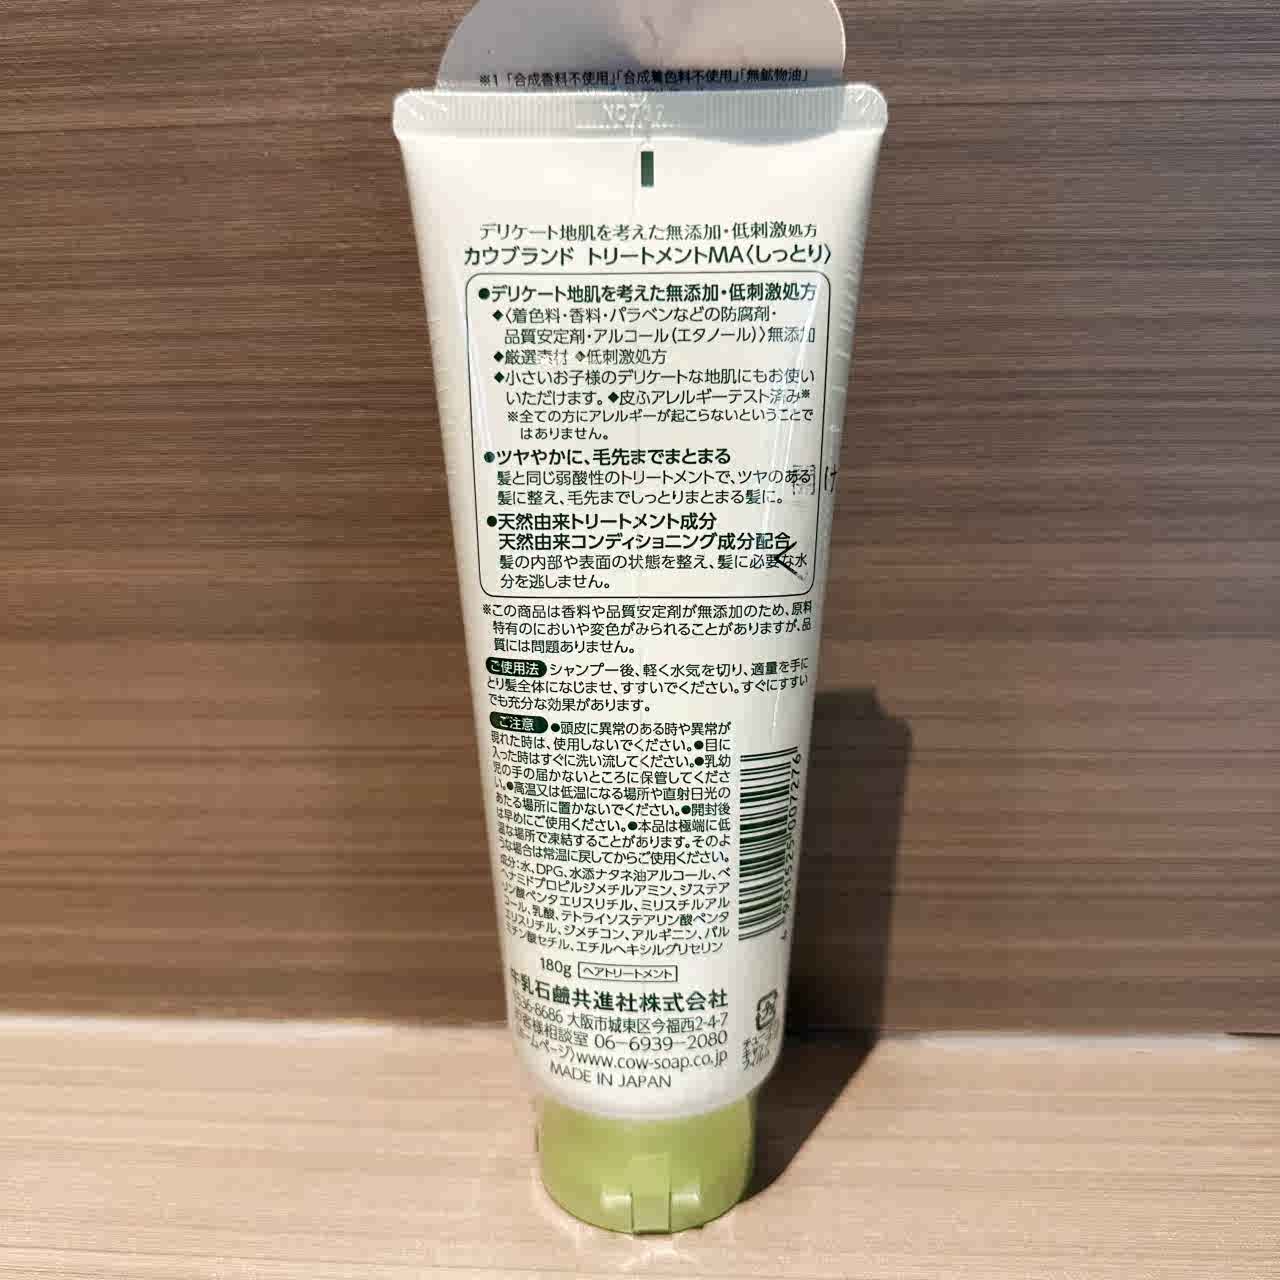 ※1 「合成香料不使用」「合成着色料不使用」「無鉱物油」
デリケート地肌を考えた無添加・低刺激処方
カウブランド トリートメントMA〈しっとり〉
●デリケート地肌を考えた無添加・低刺激処方
◆〈着色料・香料・パラベンなどの防腐剤・
品質安定剤・アルコール(エタノール)〉無添加
◆厳選素材 ◆低刺激処方
◆小さいお子様のデリケートな地肌にもお使い
いただけます。◆皮ふアレルギーテスト済み※
※全ての方にアレルギーが起こらないということで
はありません。
●ツヤやかに、毛先までまとまる
髪と同じ弱酸性のトリートメントで、ツヤのある
髪に整え、毛先までしっとりまとまる髪に。
●天然由来トリートメント成分
天然由来コンディショニング成分配合
髪の内部や表面の状態を整え、髪に必要な水
分を逃しません。
※この商品は香料や品質安定剤が無添加のため、原料
特有のにおいや変色がみられることがありますが、品
質には問題ありません。
ご使用法 シャンプー後、軽く水気を切り、適量を手に
とり髪全体になじませ、すすいでください。すぐにすすい
でも充分な効果があります。
ご注意 ●頭皮に異常のある時や異常が
現れた時は、使用しないでください。●目に
入った時はすぐに洗い流してください。●乳幼
児の手の届かないところに保管してくださ
い。●高温又は低温になる場所や直射日光の
あたる場所に置かないでください。●開封後
は早めにご使用ください。●本品は極端に低
温な場所で凍結することがあります。そのよ
うな場合は常温に戻してからご使用ください。
成分:水、DPG、水添ナタネ油アルコール、ベ
ヘナミドプロピルジメチルアミン、ジステア
リン酸ペンタエリスリチル、ミリスチルアル
コール、乳酸、テトライソステアリン酸ペンタ
エリスリチル、ジメチコン、アルギニン、パル
ミチン酸セチル、エチルヘキシルグリセリン
4 901525 007276
180g ヘアトリートメント
牛乳石鹼共進社株式会社
536-8686 大阪市城東区今福西2-4-7
お客様相談室 06-6939-2080
〈ホームページ〉www.cow-soap.co.jp
MADE IN JAPAN